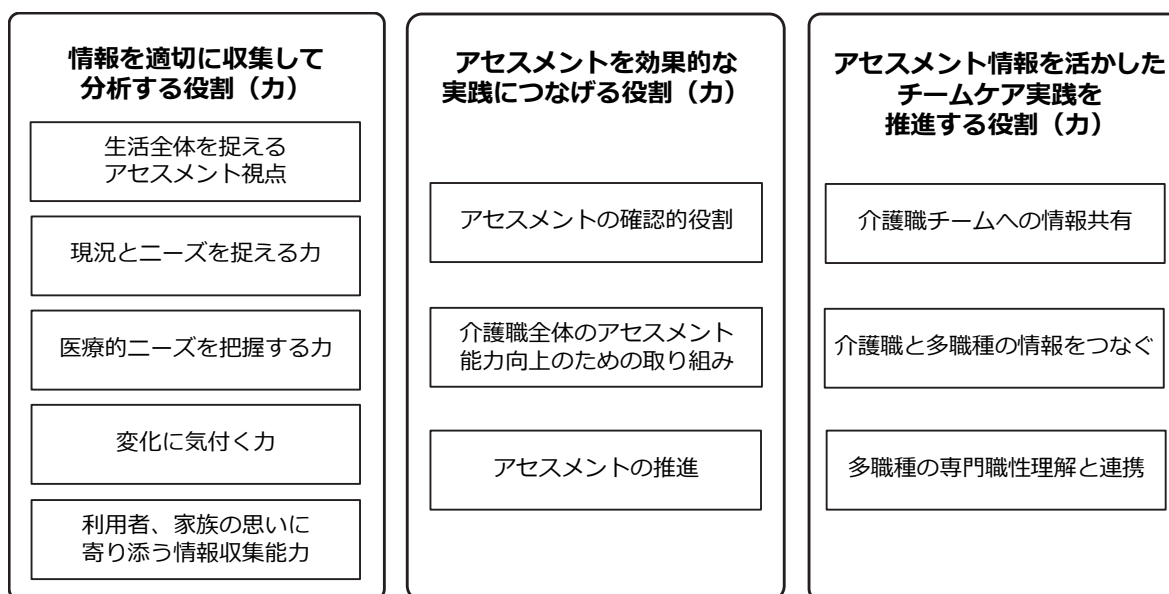 情報を適切に収集して
分析する役割（力）
生活全体を捉える
アセスメント視点
現況とニーズを捉える力
医療的ニーズを把握する力
変化に気付く力
利用者、家族の思いに
寄り添う情報収集能力
アセスメントを効果的な
実践につなげる役割（力）
アセスメントの確認的役割
介護職全体のアセスメント
能力向上のための取り組み
アセスメントの推進
アセスメント情報を活かした
チームケア実践を
推進する役割（力）
介護職チームへの情報共有
介護職と多職種の情報をつなぐ
多職種の専門職性理解と連携